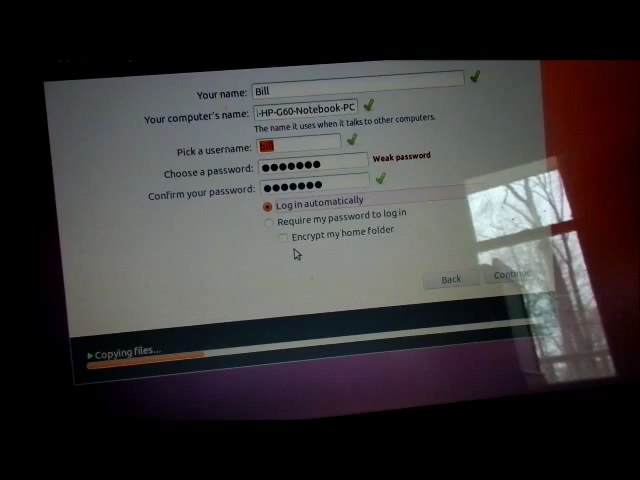 Your name: Bill
Your computer's name: -HP-G60-Notebook-PC
The name it uses when it talks to other computers.
Pick a username: bill
Choose a password: ●●●●●●● Weak password
Confirm your password: ●●●●●●●
Log in automatically
Require my password to log in
Encrypt my home folder
Back Continue
Copying files...